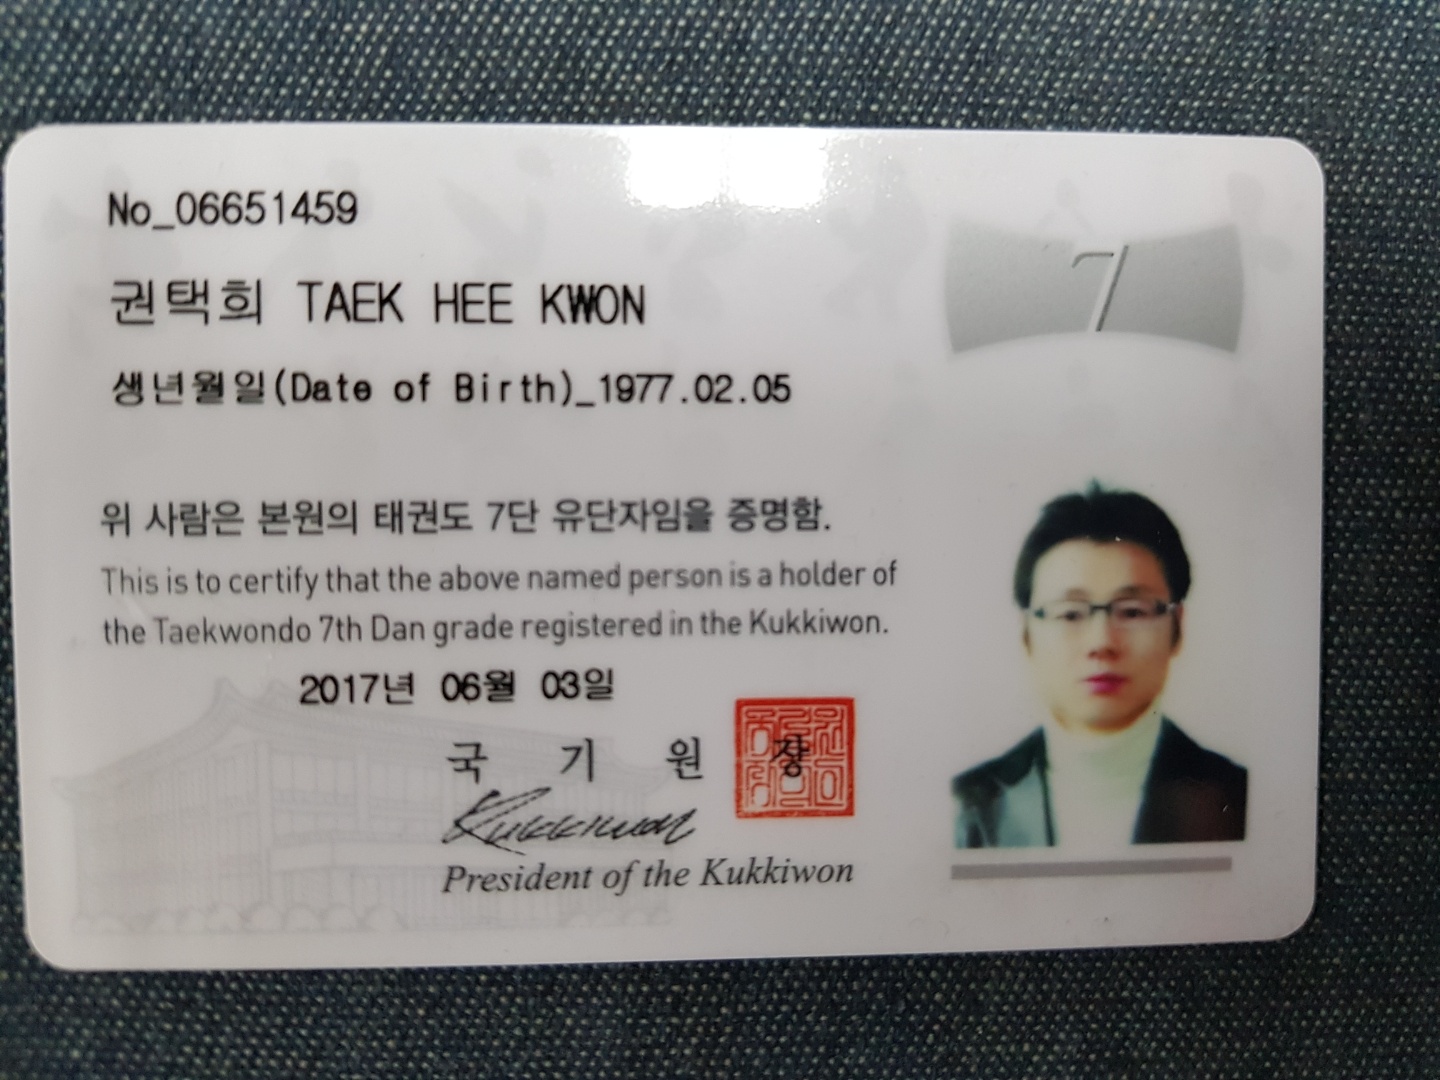 No_06651459
7
권택희 TAEK HEE KWON
생년월일(Date of Birth)_1977.02.05
위 사람은 본원의 태권도 7단 유단자임을 증명함.
This is to certify that the above named person is a holder of
the Taekwondo 7th Dan grade registered in the Kukkiwon.
2017년 06월 03일
국 기 원 장
Kukkiwon
President of the Kukkiwon